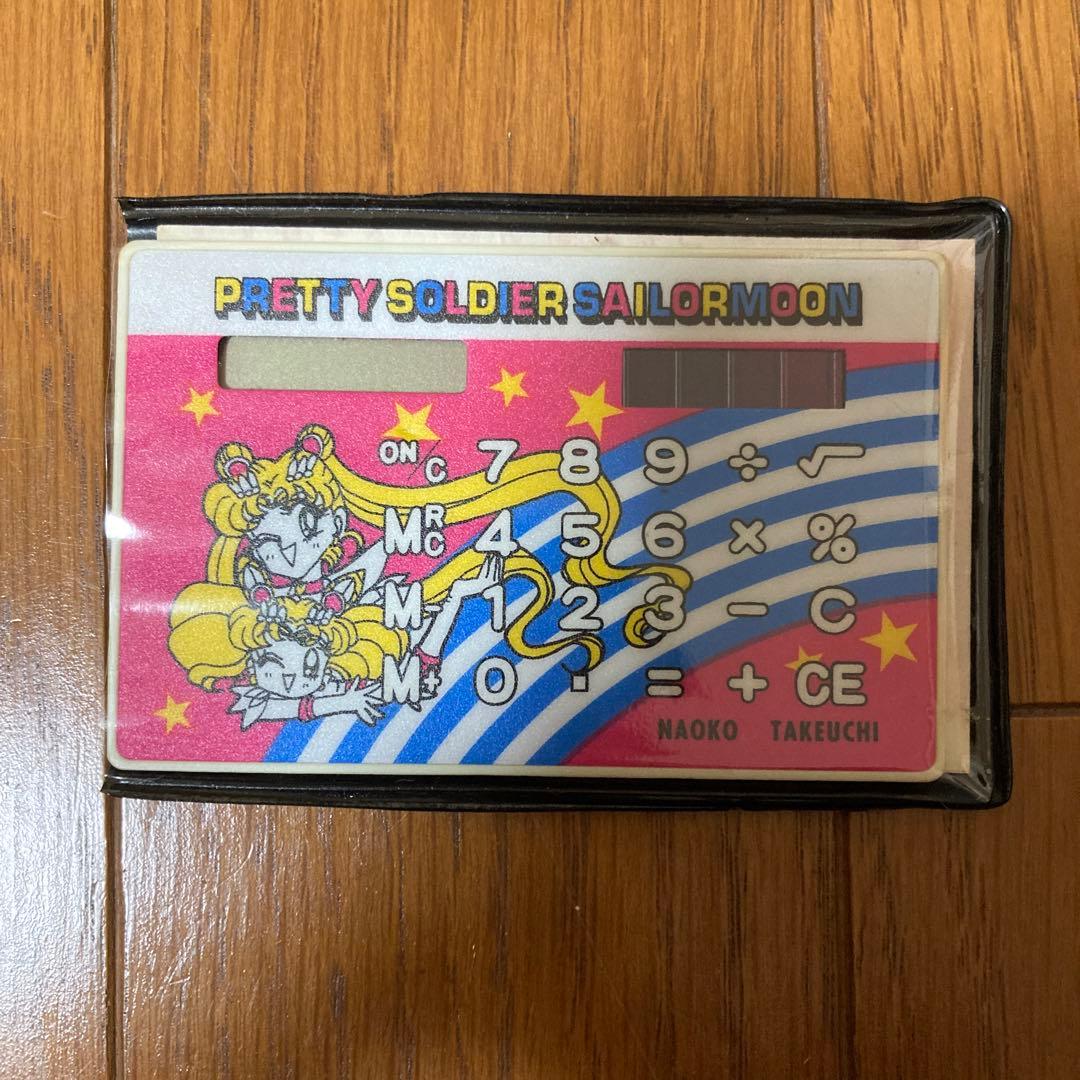 PRETTY SOLDIER SAILORMOON
ON/C 7 8 9 ÷ √
MRC 4 5 6 × %
M- 1 2 3 - C
M+ 0 . = + CE
NAOKO TAKEUCHI